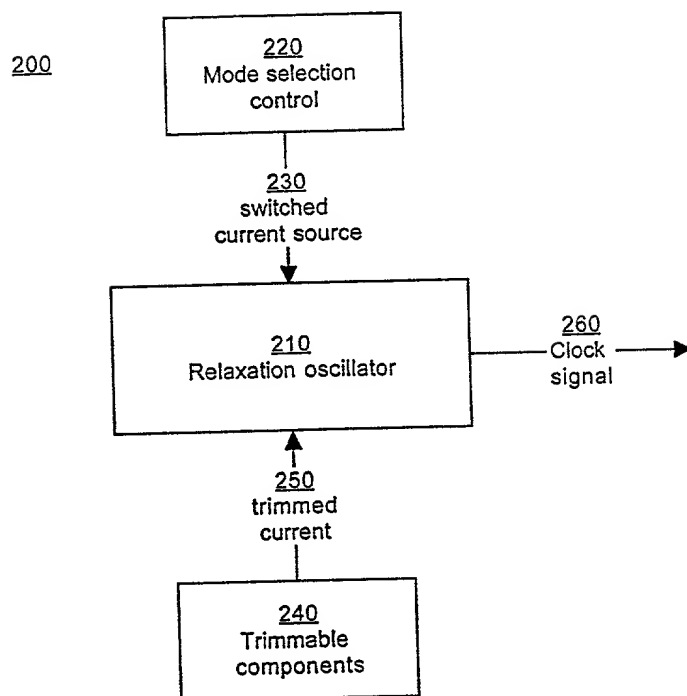 200
220
Mode selection
control
230
switched
current source
210
Relaxation oscillator
260
Clock
signal
250
trimmed
current
240
Trimmable
components